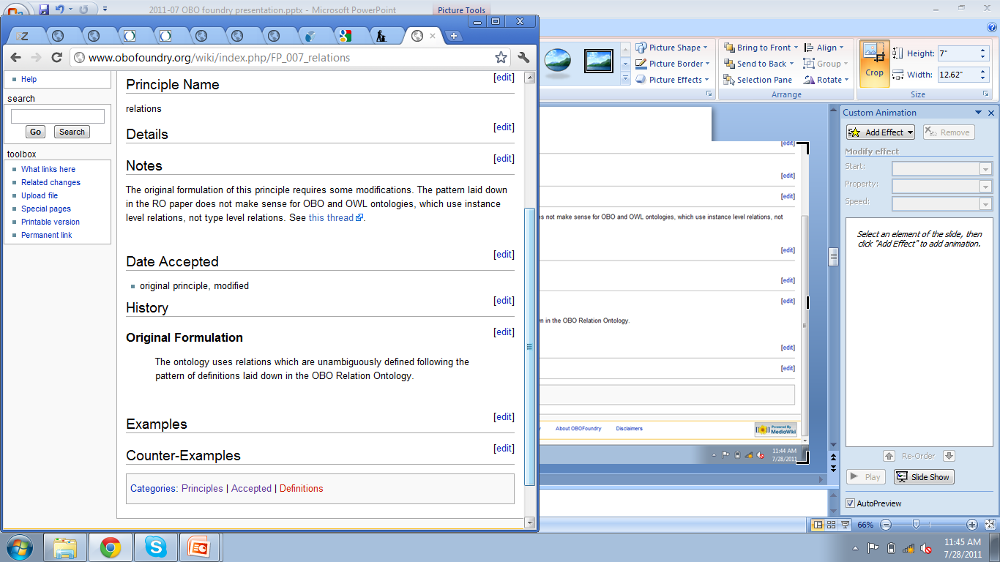 2011-07 OBO foundry presentation.pptx - Microsoft PowerPoint
Picture Tools
Z
www.obofoundry.org/wiki/index.php/FP_007_relations
Picture Shape
Picture Border
Picture Effects
Bring to Front
Send to Back
Selection Pane
Align
Group
Rotate
Arrange
Crop
Height: 7"
Width: 12.62"
Size
Help
search
Go Search
toolbox
What links here
Related changes
Upload file
Special pages
Printable version
Permanent link
Principle Name [edit]
relations
Details [edit]
Notes [edit]
The original formulation of this principle requires some modifications. The pattern laid down
in the RO paper does not make sense for OBO and OWL ontologies, which use instance
level relations, not type level relations. See this thread.
Date Accepted [edit]
original principle, modified
History [edit]
Original Formulation [edit]
The ontology uses relations which are unambiguously defined following the
pattern of definitions laid down in the OBO Relation Ontology.
Examples [edit]
Counter-Examples [edit]
Categories: Principles | Accepted | Definitions
[edit]
[edit]
[edit]
es not make sense for OBO and OWL ontologies, which use instance level relations, not
[edit]
[edit]
[edit]
n in the OBO Relation Ontology.
[edit]
[edit]
y About OBOFoundry Disclaimers
Powered By
MediaWiki
11:44 AM
7/28/2011
Custom Animation
Add Effect Remove
Modify effect
Start:
Property:
Speed:
Select an element of the slide, then
click "Add Effect" to add animation.
Re-Order
Play Slide Show
AutoPreview
66%
11:45 AM
7/28/2011